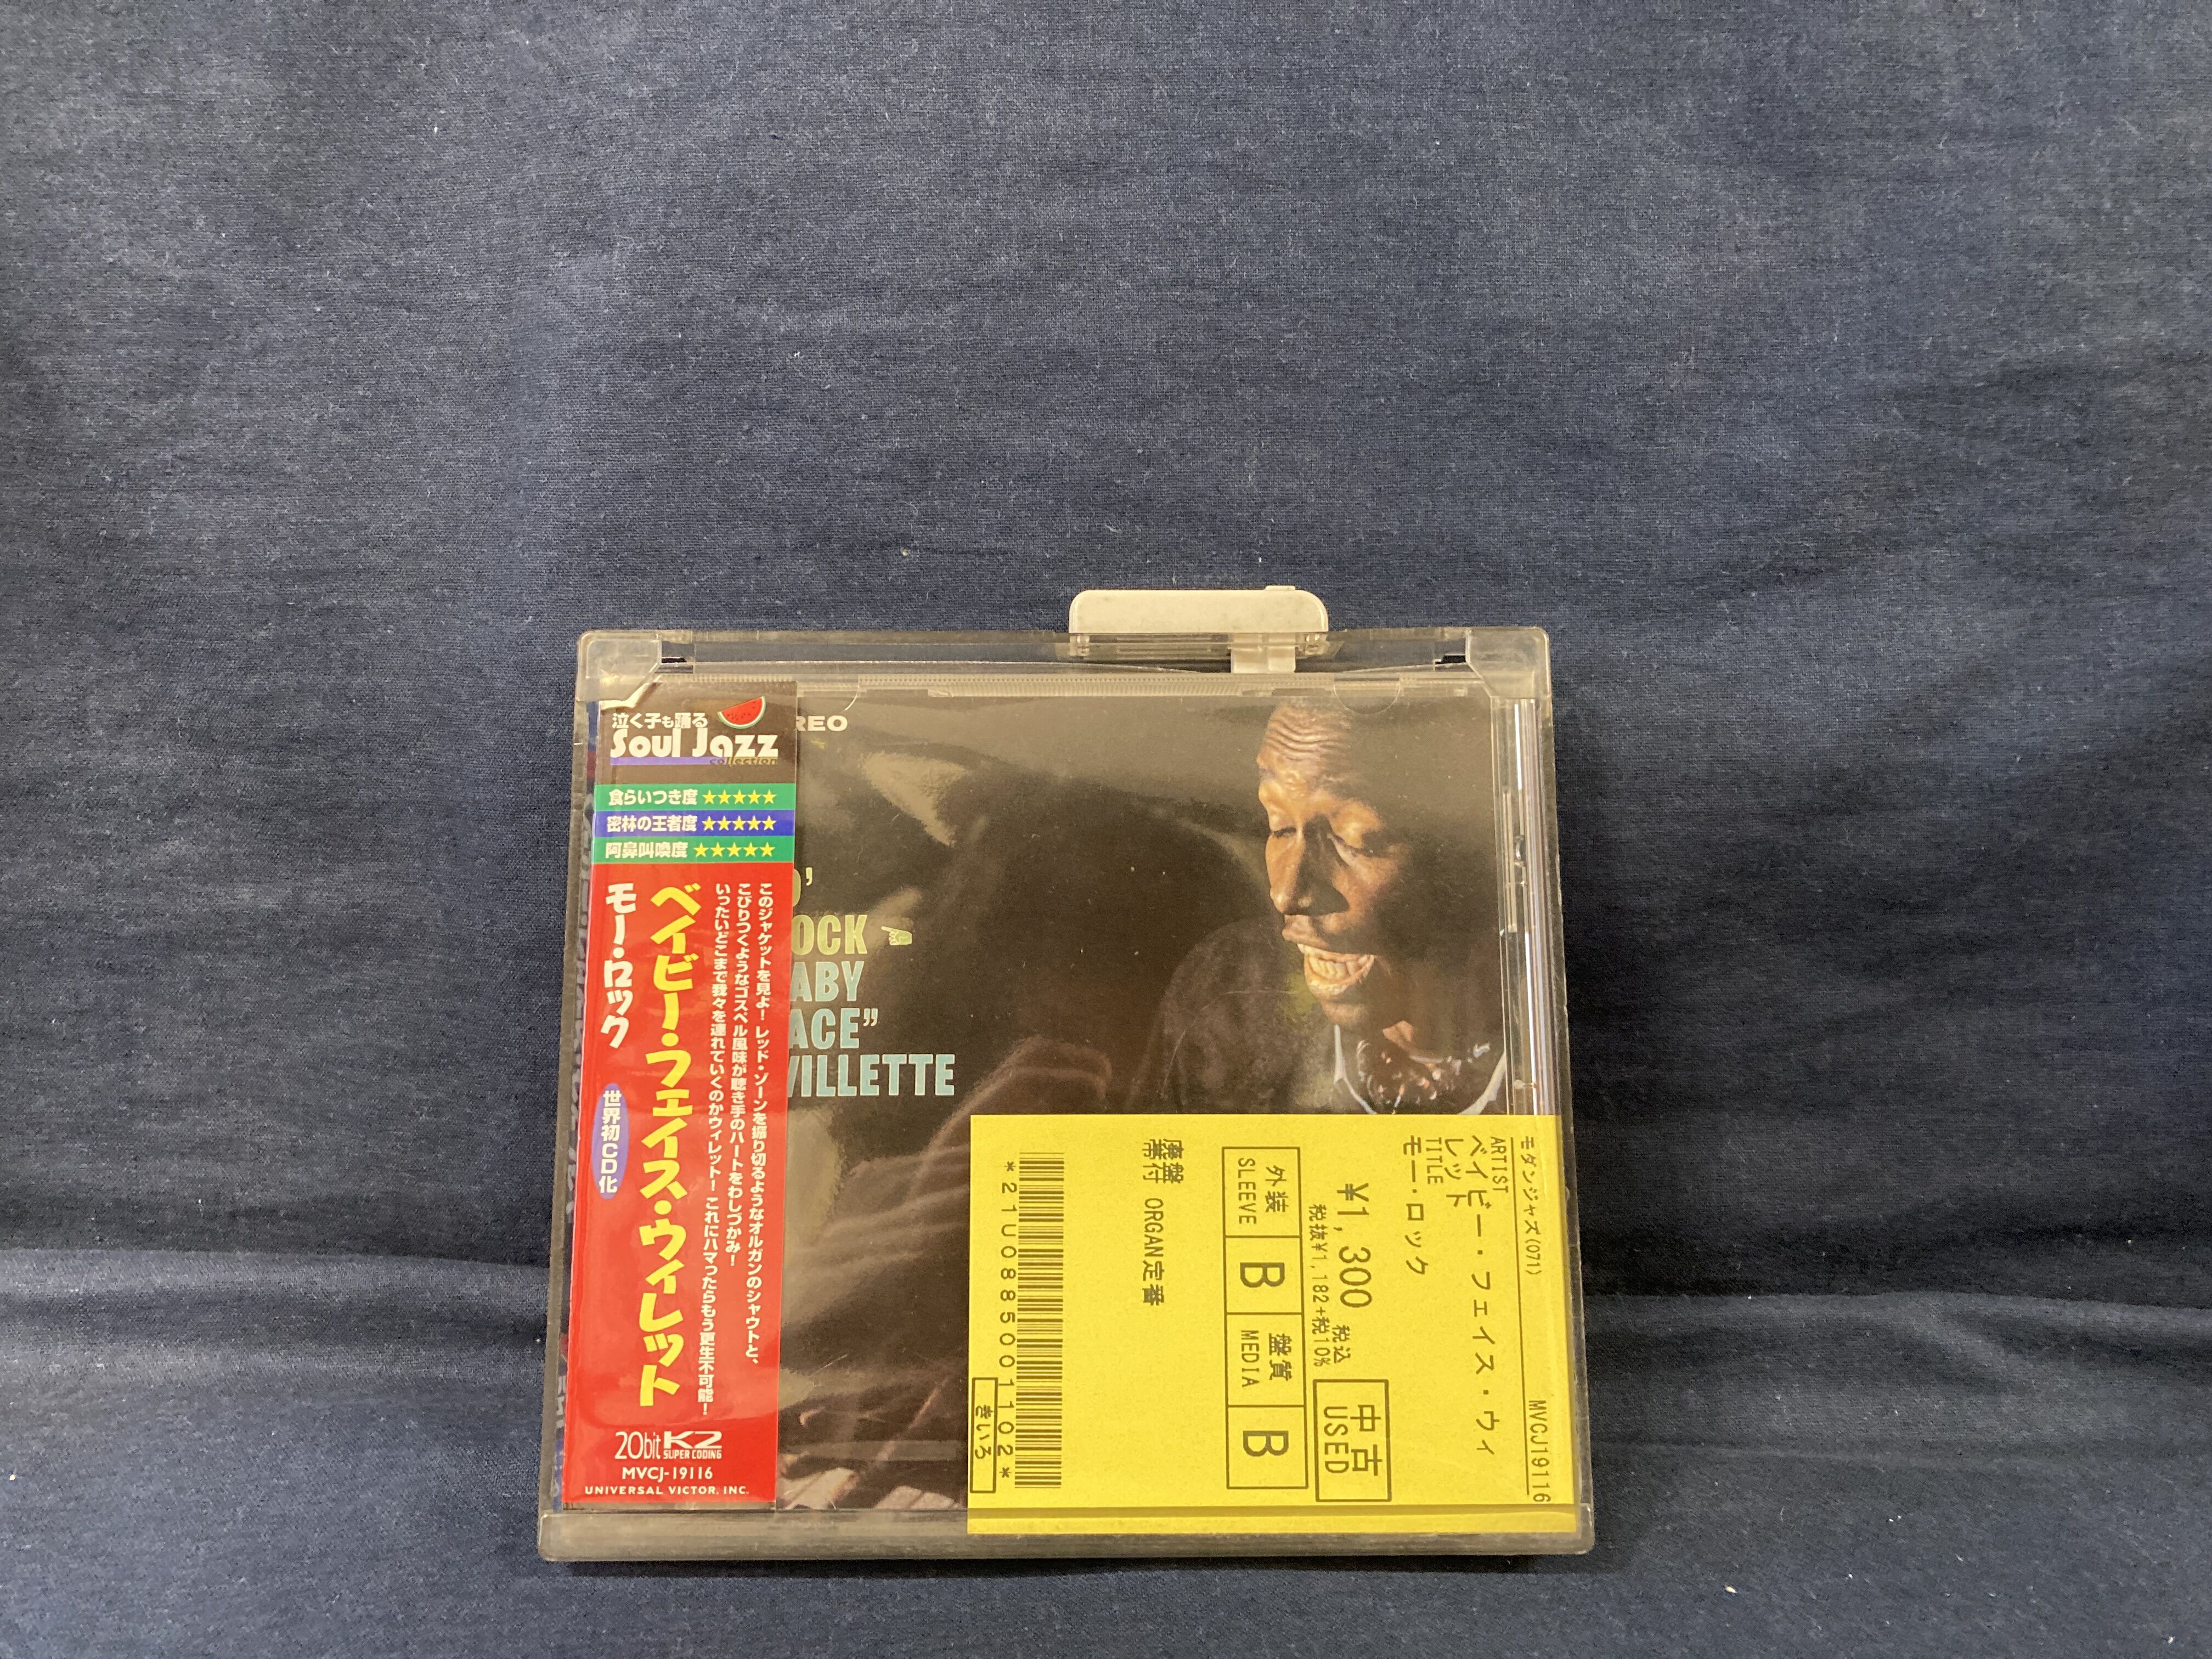 泣く子も踊る
Soul Jazz
collection
食らいつき度 ★★★★★
密林の王者度 ★★★★★
阿鼻叫喚度 ★★★★★
このジャケットを見よ！レッド・ゾーンを振り切るようなオルガンのシャウトと、
こびりつくようなゴスペル風味が聴き手のハートをわしづかみ！
いったいどこまで我々を連れていくのかウィレット！これにハマったらもう更生不可能！
ベイビー・フェイス・ウィレット
モー・ロック
世界初CD化
20bit K2
SUPER CODING
MVCJ-19116
UNIVERSAL VICTOR, INC.
REO
OCK
ABY
ACE”
WILLETTE
モダンジャズ(071)
MVCJ19116
ARTIST
ベイビー・フェイス・ウィ
レット
TITLE
モー・ロック
¥1,300 税込
税抜¥1,182+税10%
中古
USED
外装
SLEEVE
B
盤質
MEDIA
B
廃盤
帯付 ORGAN定番
*21U0885001102*
きいろ